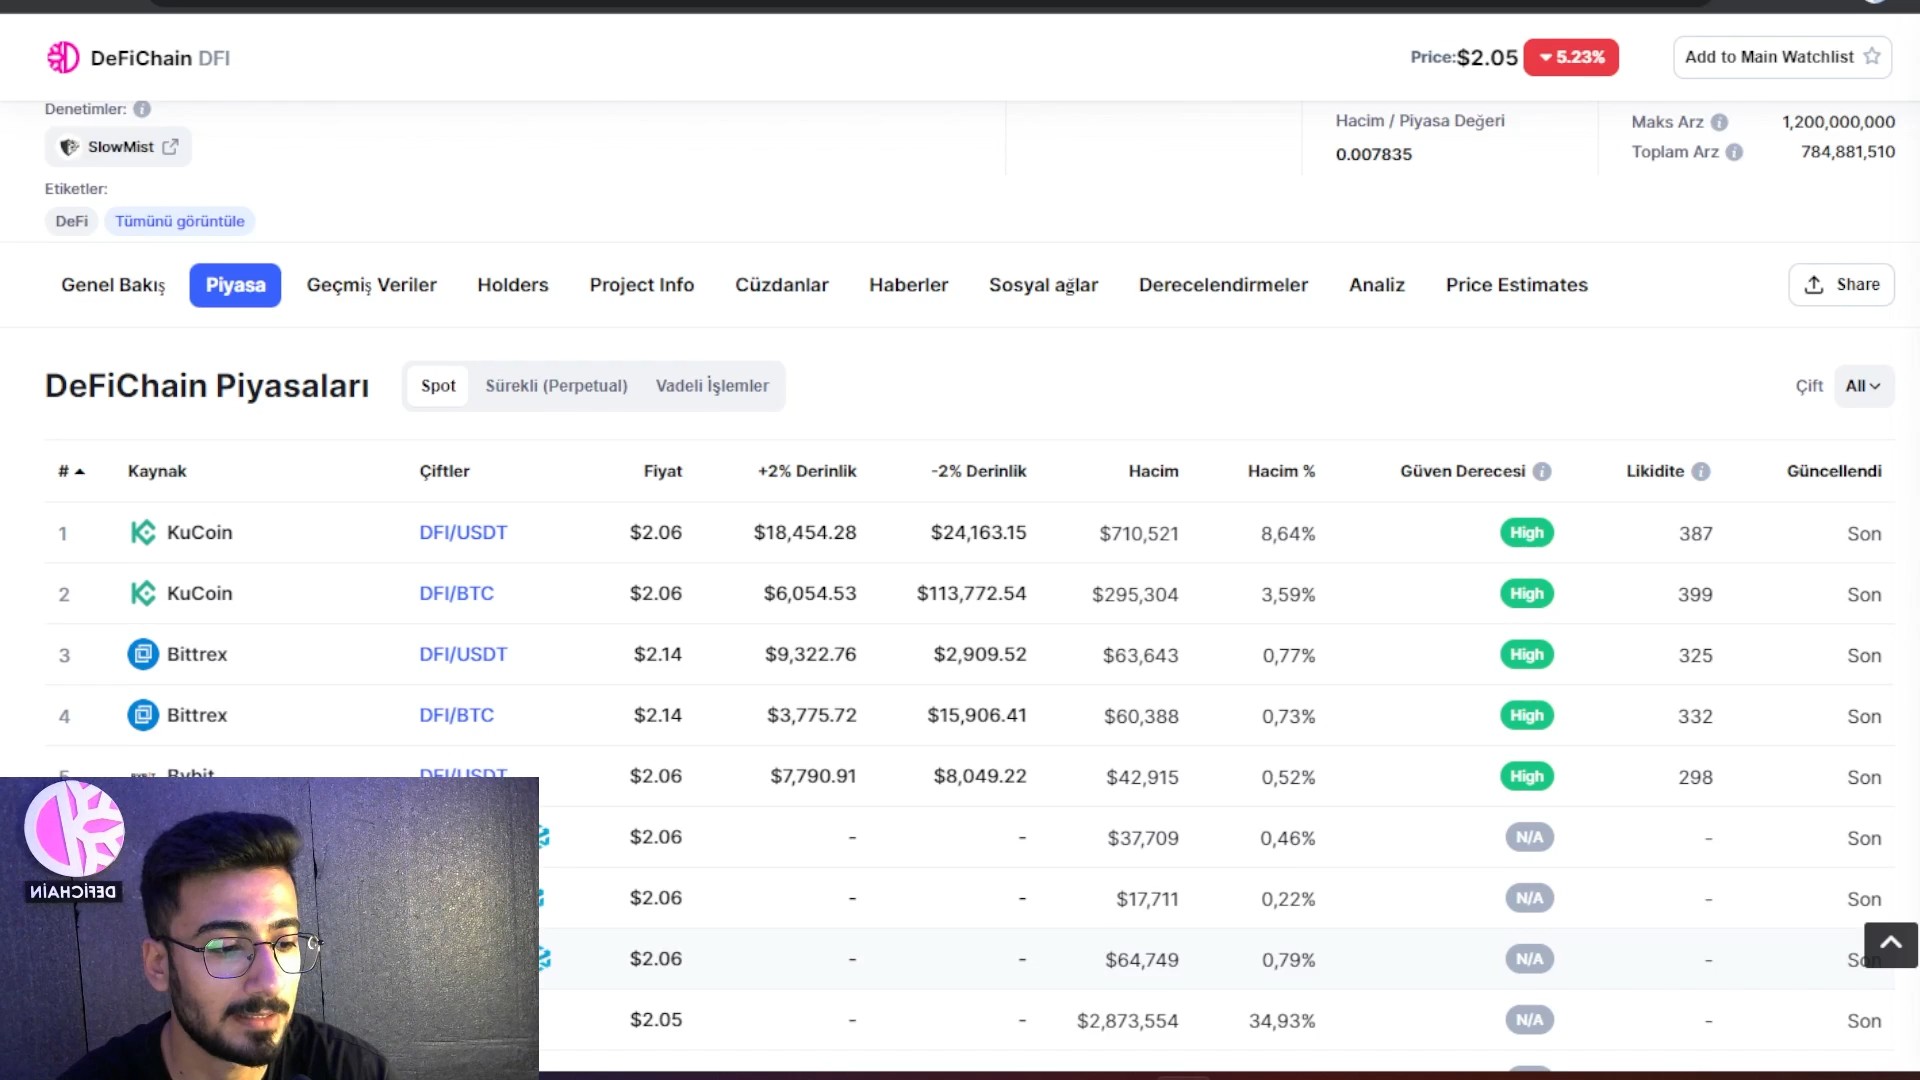 DeFiChain DFI
Price:$2.05 5.23%
Add to Main Watchlist
Denetimler:
SlowMist
Etiketler:
DeFi Tümünü görüntüle
Hacim / Piyasa Değeri
0.007835
Maks Arz 1,200,000,000
Toplam Arz 784,881,510
Genel Bakış Piyasa Geçmiş Veriler Holders Project Info Cüzdanlar Haberler Sosyal ağlar Derecelendirmeler Analiz Price Estimates Share
DeFiChain Piyasaları Spot Sürekli (Perpetual) Vadeli İşlemler Çift All
# Kaynak Çiftler Fiyat +2% Derinlik -2% Derinlik Hacim Hacim % Güven Derecesi Likidite Güncellendi
1 KuCoin DFI/USDT $2.06 $18,454.28 $24,163.15 $710,521 8,64% High 387 Son
2 KuCoin DFI/BTC $2.06 $6,054.53 $113,772.54 $295,304 3,59% High 399 Son
3 Bittrex DFI/USDT $2.14 $9,322.76 $2,909.52 $63,643 0,77% High 325 Son
4 Bittrex DFI/BTC $2.14 $3,775.72 $15,906.41 $60,388 0,73% High 332 Son
5 Bybit DFI/USDT $2.06 $7,790.91 $8,049.22 $42,915 0,52% High 298 Son
$2.06 - - $37,709 0,46% N/A - Son
$2.06 - - $17,711 0,22% N/A - Son
$2.06 - - $64,749 0,79% N/A - Son
$2.05 - - $2,873,554 34,93% N/A - Son
DEFİCHAİN